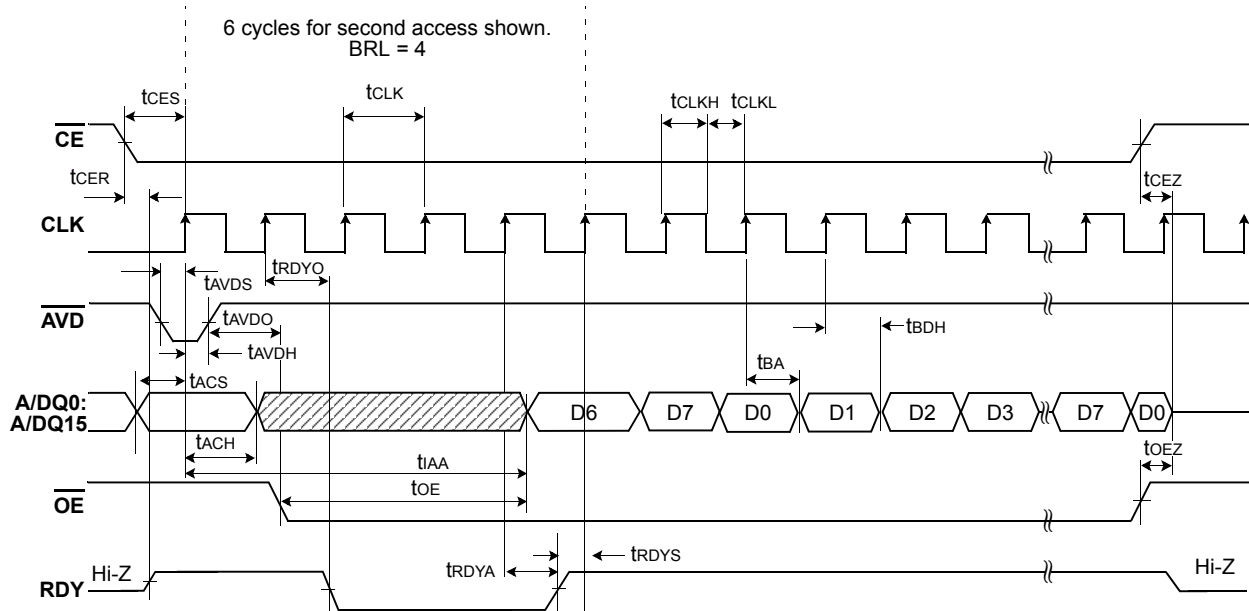 6 cycles for second access shown.
BRL = 4
tCES
tCLK
tCLKH
tCLKL
CE
tCER
tCEZ
CLK
tRDYO
tAVDS
AVD
tAVDO
tBDH
tAVDH
tBA
tACS
A/DQ0:
A/DQ15
D6 D7 D0 D1 D2 D3 D7 D0
tACH
tIAA
tOEZ
tOE
OE
tRDYS
tRDYA
Hi-Z
Hi-Z
RDY